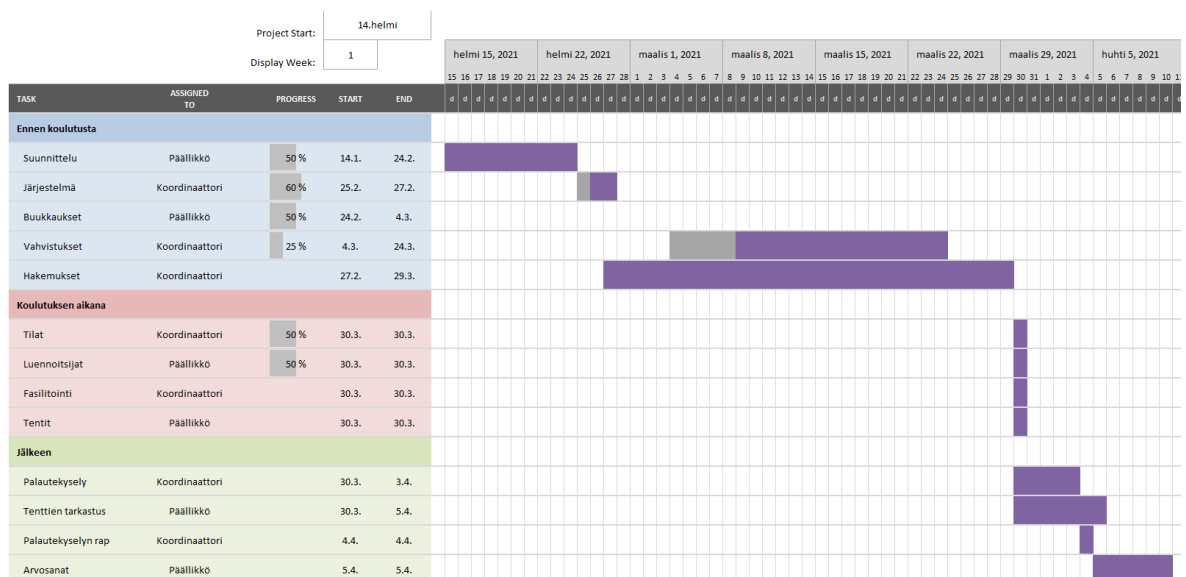 Project Start: 14.helmi
Display Week: 1
helmi 15, 2021 helmi 22, 2021 maalis 1, 2021 maalis 8, 2021 maalis 15, 2021 maalis 22, 2021 maalis 29, 2021 huhti 5, 2021
15 16 17 18 19 20 21 22 23 24 25 26 27 28 1 2 3 4 5 6 7 8 9 10 11 12 13 14 15 16 17 18 19 20 21 22 23 24 25 26 27 28 29 30 31 1 2 3 4 5 6 7 8 9 10 11
TASK ASSIGNED TO PROGRESS START END d d d d d d d d d d d d d d d d d d d d d d d d d d d d d d d d d d d d d d d d d d d d d d d d d d d d d d d d
Ennen koulutusta
Suunnittelu Päällikkö 50 % 14.1. 24.2.
Järjestelmä Koordinaattori 60 % 25.2. 27.2.
Buukkaukset Päällikkö 50 % 24.2. 4.3.
Vahvistukset Koordinaattori 25 % 4.3. 24.3.
Hakemukset Koordinaattori 27.2. 29.3.
Koulutuksen aikana
Tilat Koordinaattori 50 % 30.3. 30.3.
Luennoitsijat Päällikkö 50 % 30.3. 30.3.
Fasilitointi Koordinaattori 30.3. 30.3.
Tentit Päällikkö 30.3. 30.3.
Jälkeen
Palautekysely Koordinaattori 30.3. 3.4.
Tenttien tarkastus Päällikkö 30.3. 5.4.
Palautekyselyn rap Koordinaattori 4.4. 4.4.
Arvosanat Päällikkö 5.4. 5.4.